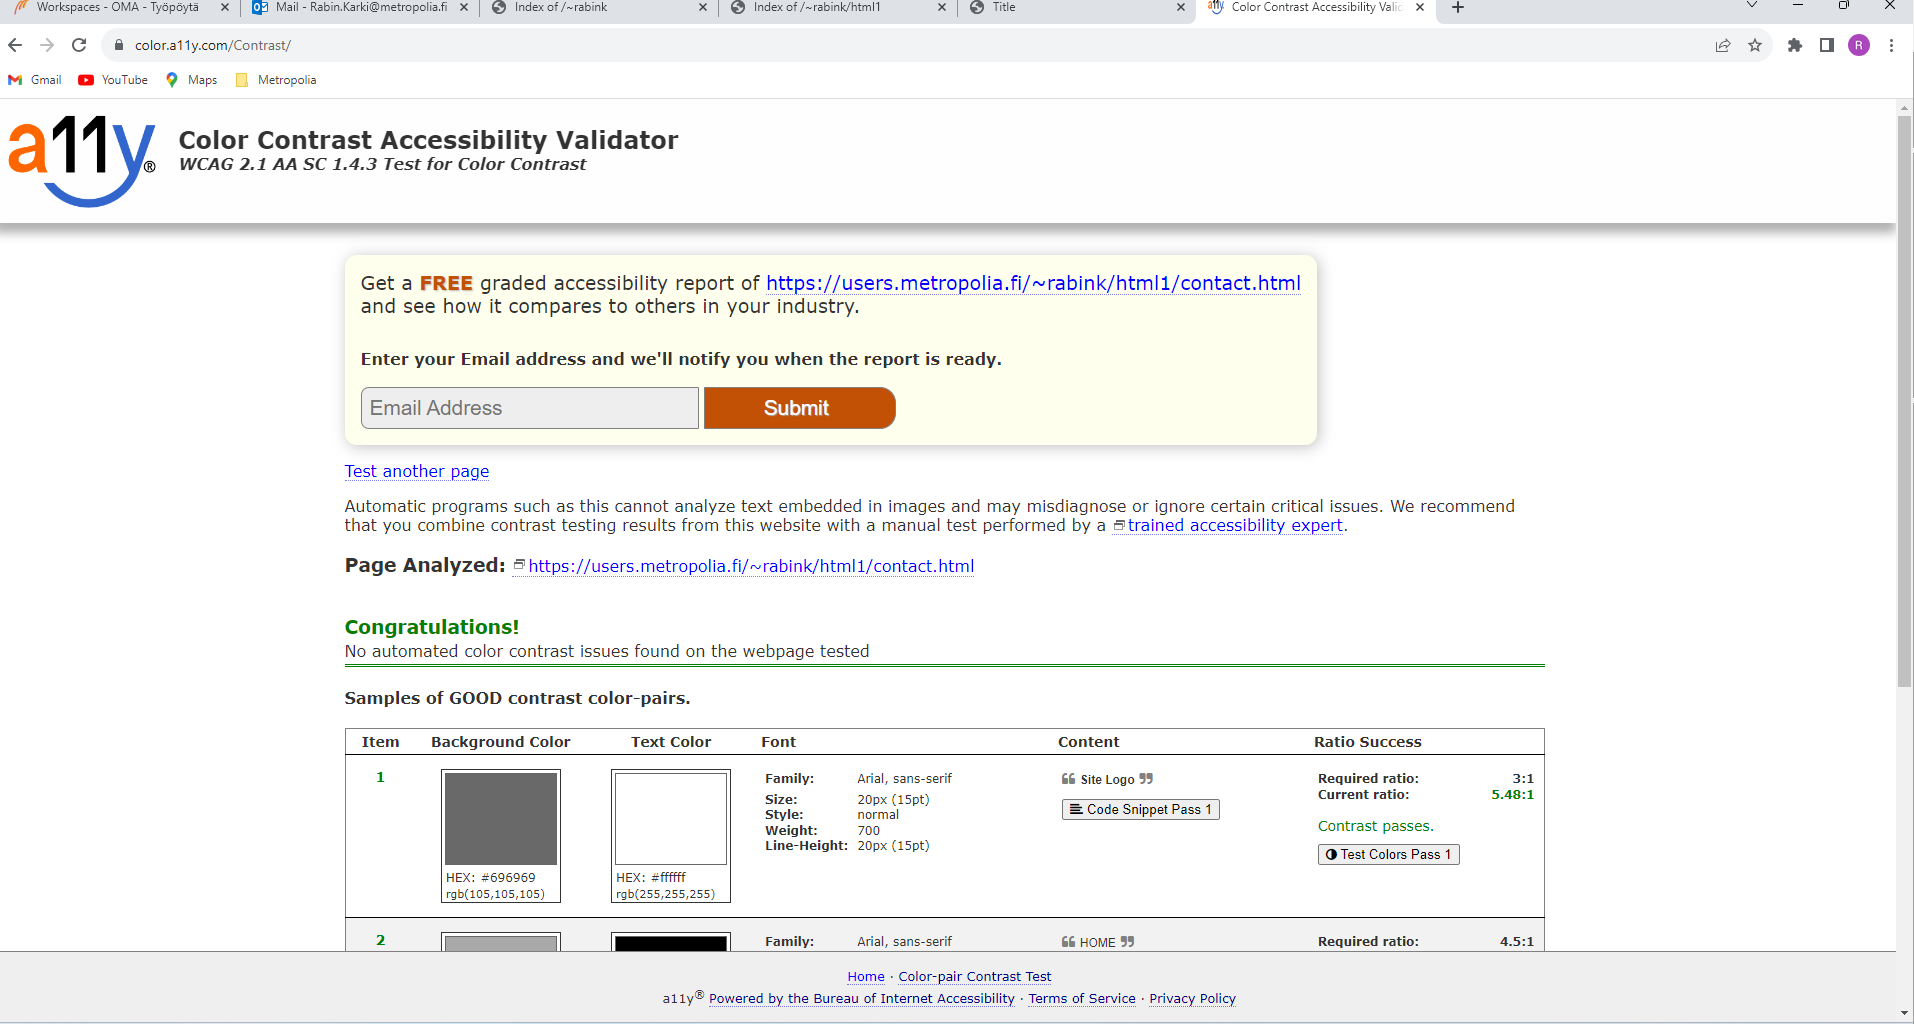 Workspaces - OMA - Työpöytä
Mail - Rabin.Karki@metropolia.fi
Index of /~rabink
Index of /~rabink/html1
Title
Color Contrast Accessibility Valid
color.a11y.com/Contrast/
R
Gmail
YouTube
Maps
Metropolia
a11y®
Color Contrast Accessibility Validator
WCAG 2.1 AA SC 1.4.3 Test for Color Contrast
Get a FREE graded accessibility report of https://users.metropolia.fi/~rabink/html1/contact.html
and see how it compares to others in your industry.
Enter your Email address and we'll notify you when the report is ready.
Email Address
Submit
Test another page
Automatic programs such as this cannot analyze text embedded in images and may misdiagnose or ignore certain critical issues. We recommend
that you combine contrast testing results from this website with a manual test performed by a trained accessibility expert.
Page Analyzed: https://users.metropolia.fi/~rabink/html1/contact.html
Congratulations!
No automated color contrast issues found on the webpage tested
Samples of GOOD contrast color-pairs.
Item Background Color Text Color Font Content Ratio Success
1
HEX: #696969
rgb(105,105,105)
HEX: #ffffff
rgb(255,255,255)
Family: Arial, sans-serif
Size: 20px (15pt)
Style: normal
Weight: 700
Line-Height: 20px (15pt)
❝ Site Logo ❞
Code Snippet Pass 1
Required ratio: 3:1
Current ratio: 5.48:1
Contrast passes.
Test Colors Pass 1
2
Family: Arial, sans-serif
❝ HOME ❞
Required ratio: 4.5:1
Home · Color-pair Contrast Test
a11y® Powered by the Bureau of Internet Accessibility · Terms of Service · Privacy Policy